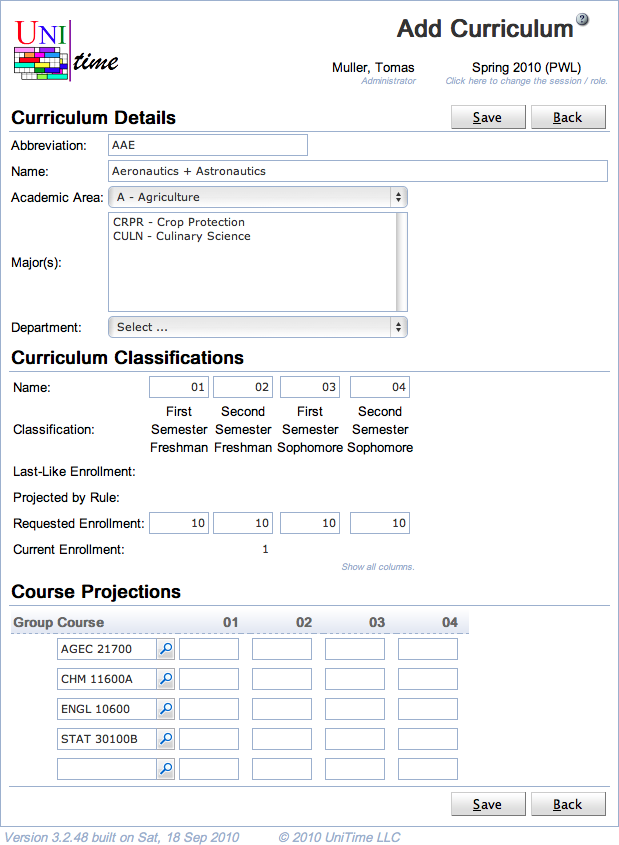 UNI
time
Add Curriculum ?
Muller, Tomas Spring 2010 (PWL)
Administrator Click here to change the session / role.
Curriculum Details Save Back
Abbreviation: AAE
Name: Aeronautics + Astronautics
Academic Area: A - Agriculture
CRPR - Crop Protection
CULN - Culinary Science
Major(s):
Department: Select ...
Curriculum Classifications
Name: 01 02 03 04
First Second First Second
Classification: Semester Semester Semester Semester
Freshman Freshman Sophomore Sophomore
Last-Like Enrollment:
Projected by Rule:
Requested Enrollment: 10 10 10 10
Current Enrollment: 1
Show all columns.
Course Projections
Group Course 01 02 03 04
AGEC 21700
CHM 11600A
ENGL 10600
STAT 30100B
Save Back
Version 3.2.48 built on Sat, 18 Sep 2010 © 2010 UniTime LLC